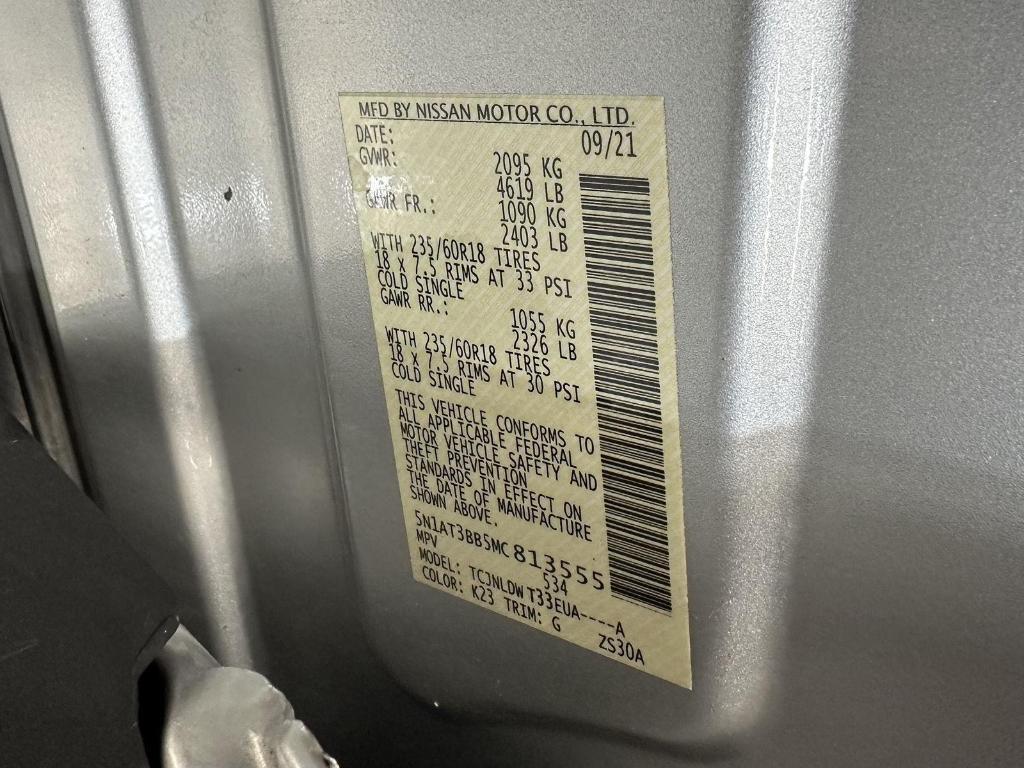 MFD BY NISSAN MOTOR CO., LTD.
DATE: 09/21
GVWR: 2095 KG
4619 LB
GAWR FR.: 1090 KG
2403 LB
WITH 235/60R18 TIRES
18 X 7.5 RIMS AT 33 PSI
COLD SINGLE
GAWR RR.: 1055 KG
2326 LB
WITH 235/60R18 TIRES
18 X 7.5 RIMS AT 30 PSI
COLD SINGLE
THIS VEHICLE CONFORMS TO
ALL APPLICABLE FEDERAL
MOTOR VEHICLE SAFETY AND
THEFT PREVENTION
STANDARDS IN EFFECT ON
THE DATE OF MANUFACTURE
SHOWN ABOVE.
5N1AT3BB5MC813555
MPV 534
MODEL: TCJNLDWT33EUA----A
COLOR: K23 TRIM: G ZS30A